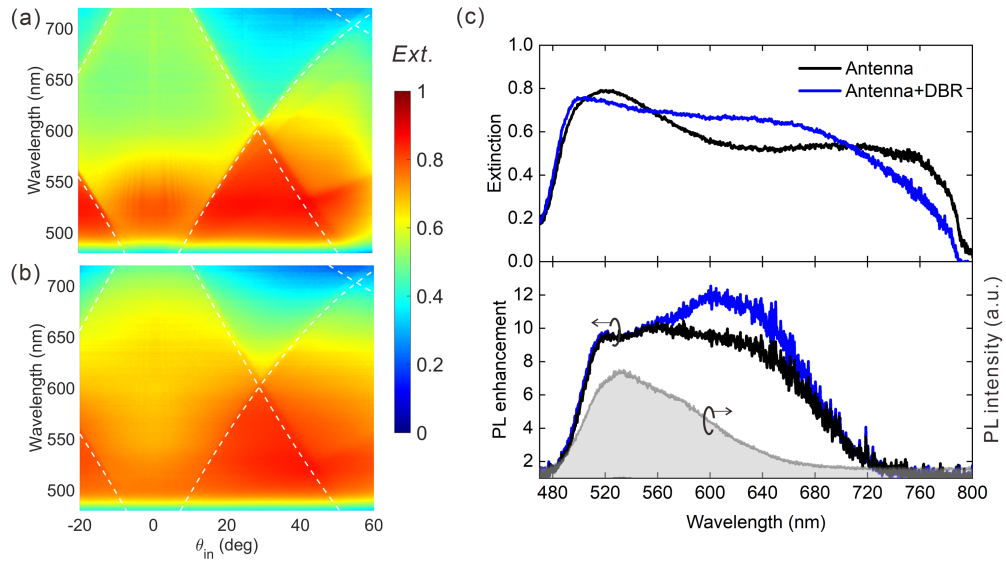 (a)
700
650
600
550
500
Wavelength (nm)
Ext.
1
0.8
0.6
0.4
0.2
0
(b)
700
650
600
550
500
Wavelength (nm)
-20 0 20 40 60
θin (deg)
(c)
1.0
0.8
0.6
0.4
0.2
0.0
Extinction
Antenna
Antenna+DBR
12
10
8
6
4
2
PL enhancement
PL intensity (a.u.)
480 520 560 600 640 680 720 760 800
Wavelength (nm)